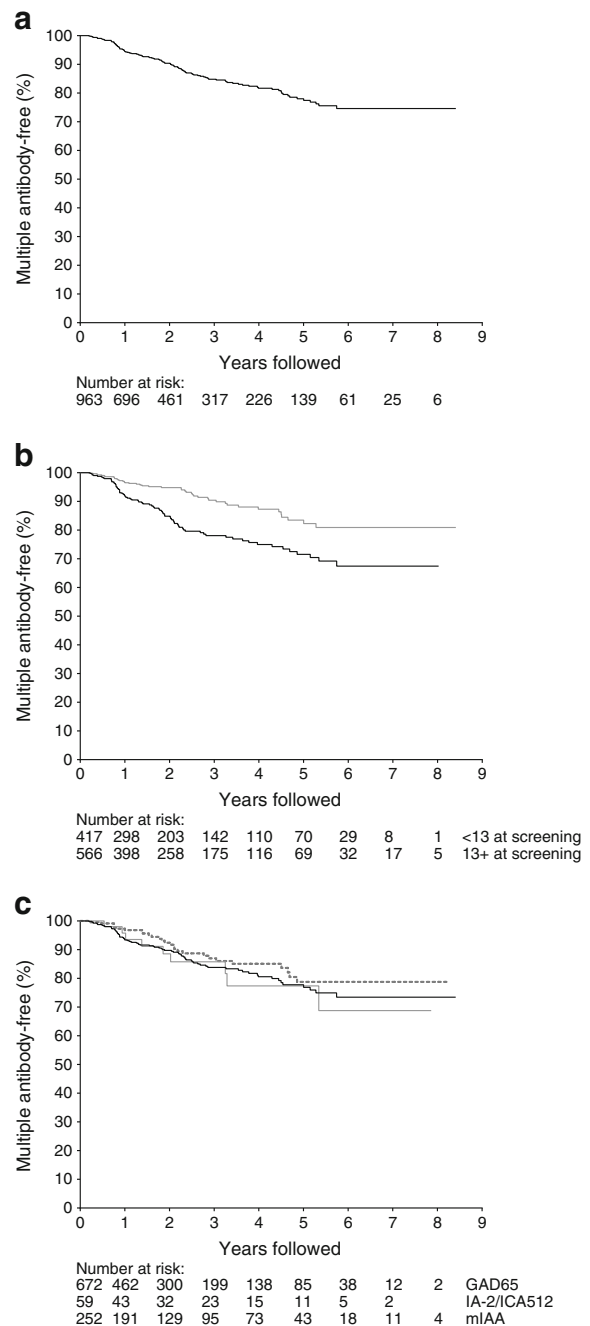 a
Multiple antibody-free (%)
100
90
80
70
60
50
40
30
20
10
0
0 1 2 3 4 5 6 7 8 9
Years followed
Number at risk:
963 696 461 317 226 139 61 25 6
b
Multiple antibody-free (%)
100
90
80
70
60
50
40
30
20
10
0
0 1 2 3 4 5 6 7 8 9
Years followed
Number at risk:
417 298 203 142 110 70 29 8 1 <13 at screening
566 398 258 175 116 69 32 17 5 13+ at screening
c
Multiple antibody-free (%)
100
90
80
70
60
50
40
30
20
10
0
0 1 2 3 4 5 6 7 8 9
Years followed
Number at risk:
672 462 300 199 138 85 38 12 2 GAD65
59 43 32 23 15 11 5 2 IA-2/ICA512
252 191 129 95 73 43 18 11 4 mIAA